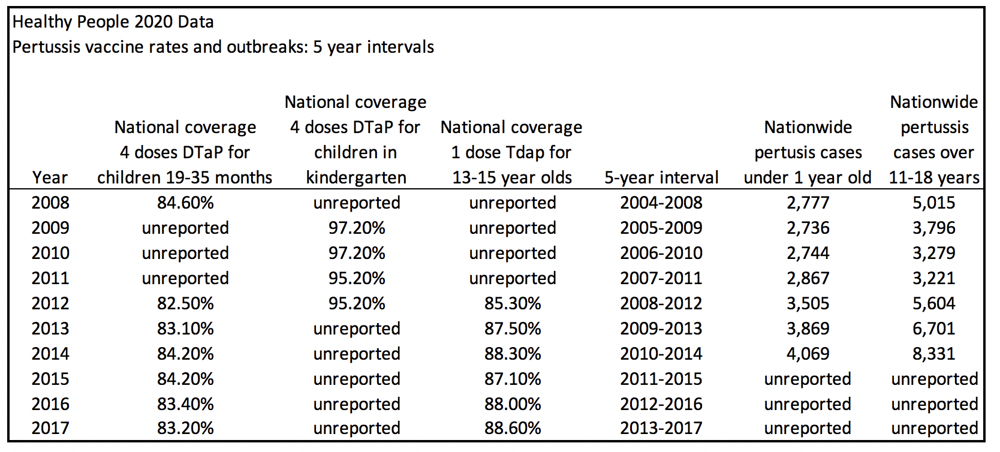 Healthy People 2020 Data
Pertussis vaccine rates and outbreaks: 5 year intervals
National coverage Nationwide
National coverage 4 doses DTaP for National coverage Nationwide pertussis
4 doses DTaP for children in 1 dose Tdap for pertusis cases cases over
Year children 19-35 months kindergarten 13-15 year olds 5-year interval under 1 year old 11-18 years
2008 84.60% unreported unreported 2004-2008 2,777 5,015
2009 unreported 97.20% unreported 2005-2009 2,736 3,796
2010 unreported 97.20% unreported 2006-2010 2,744 3,279
2011 unreported 95.20% unreported 2007-2011 2,867 3,221
2012 82.50% 95.20% 85.30% 2008-2012 3,505 5,604
2013 83.10% unreported 87.50% 2009-2013 3,869 6,701
2014 84.20% unreported 88.30% 2010-2014 4,069 8,331
2015 84.20% unreported 87.10% 2011-2015 unreported unreported
2016 83.40% unreported 88.00% 2012-2016 unreported unreported
2017 83.20% unreported 88.60% 2013-2017 unreported unreported